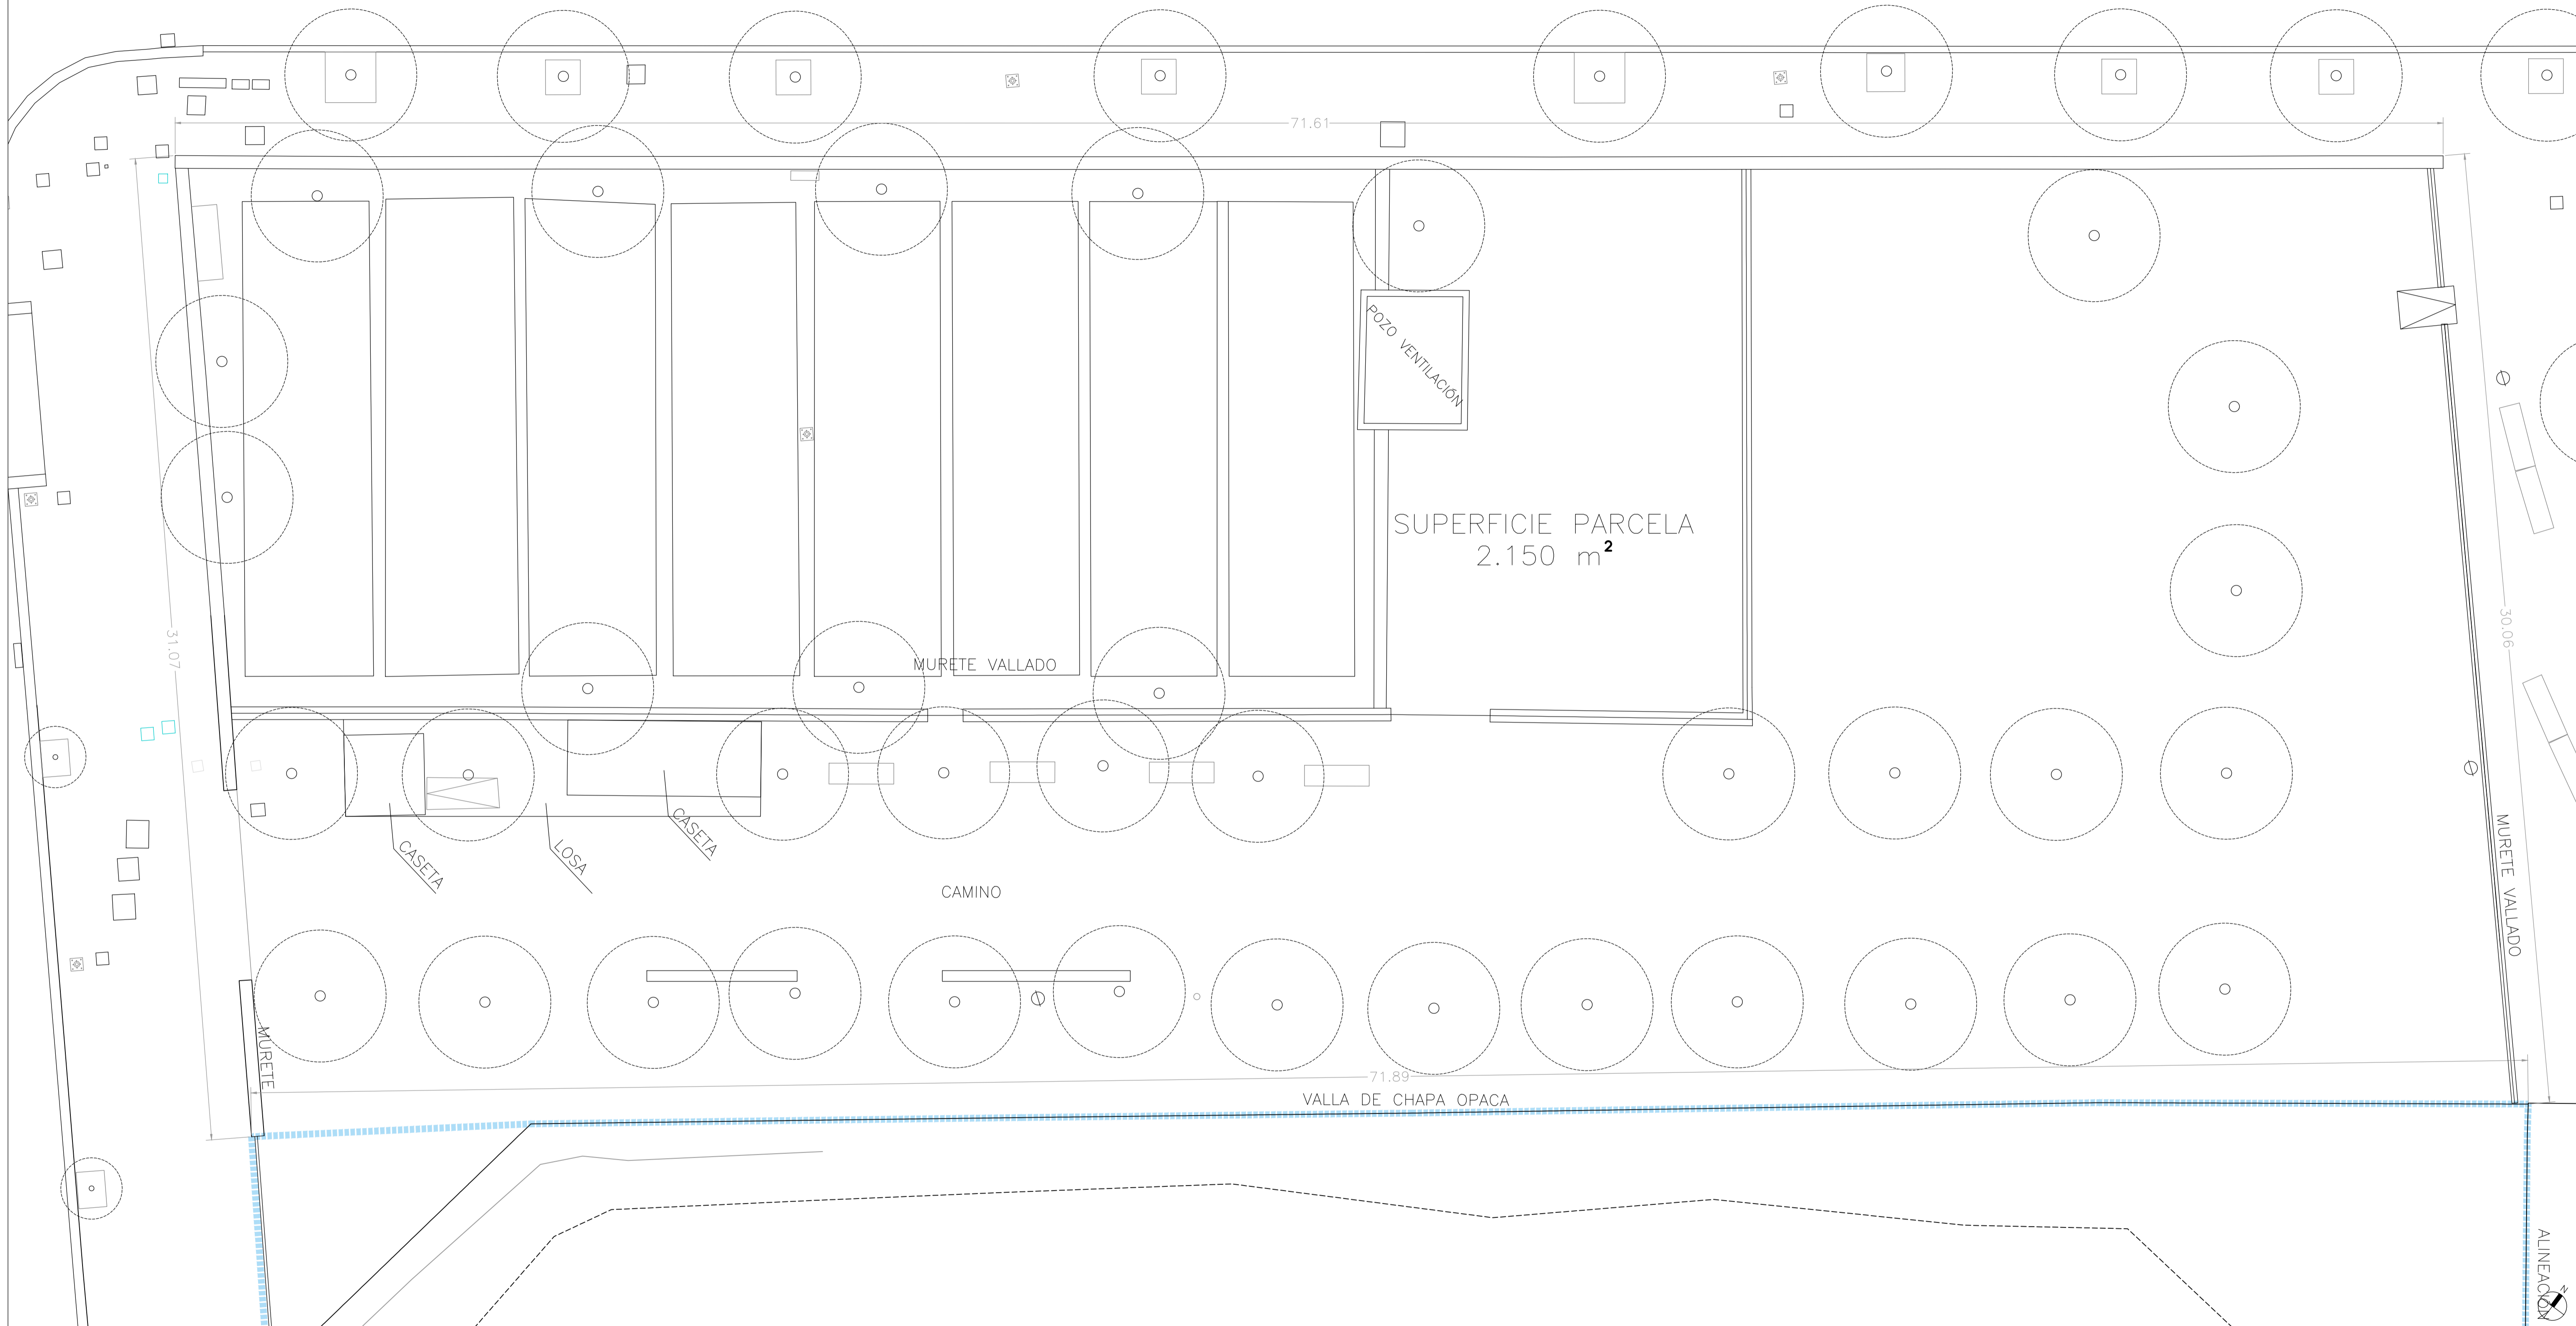 71.61
POZO VENTILACIÓN
SUPERFICIE PARCELA
2.150 m²
31.07
30.06
MURETE VALLADO
CASETA
LOSA
CASETA
MURETE VALLADO
CAMINO
MURETE
71.89
VALLA DE CHAPA OPACA
ALINEACIÓN
N